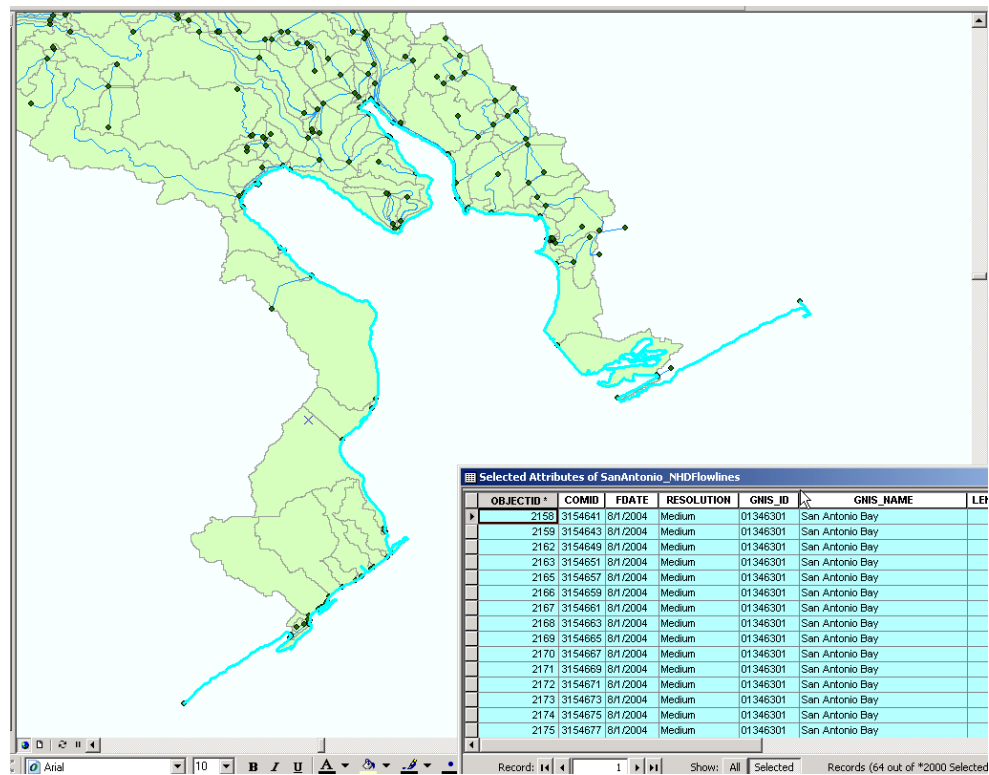 Selected Attributes of SanAntonio_NHDFlowlines
OBJECTID * COMID FDATE RESOLUTION GNIS_ID GNIS_NAME LEN
2158 3154641 8/1/2004 Medium 01346301 San Antonio Bay
2159 3154643 8/1/2004 Medium 01346301 San Antonio Bay
2162 3154649 8/1/2004 Medium 01346301 San Antonio Bay
2163 3154651 8/1/2004 Medium 01346301 San Antonio Bay
2165 3154657 8/1/2004 Medium 01346301 San Antonio Bay
2166 3154659 8/1/2004 Medium 01346301 San Antonio Bay
2167 3154661 8/1/2004 Medium 01346301 San Antonio Bay
2168 3154663 8/1/2004 Medium 01346301 San Antonio Bay
2169 3154665 8/1/2004 Medium 01346301 San Antonio Bay
2170 3154667 8/1/2004 Medium 01346301 San Antonio Bay
2171 3154669 8/1/2004 Medium 01346301 San Antonio Bay
2172 3154671 8/1/2004 Medium 01346301 San Antonio Bay
2173 3154673 8/1/2004 Medium 01346301 San Antonio Bay
2174 3154675 8/1/2004 Medium 01346301 San Antonio Bay
2175 3154677 8/1/2004 Medium 01346301 San Antonio Bay
Arial 10 B I U A Record: 1 Show: All Selected Records (64 out of *2000 Selected